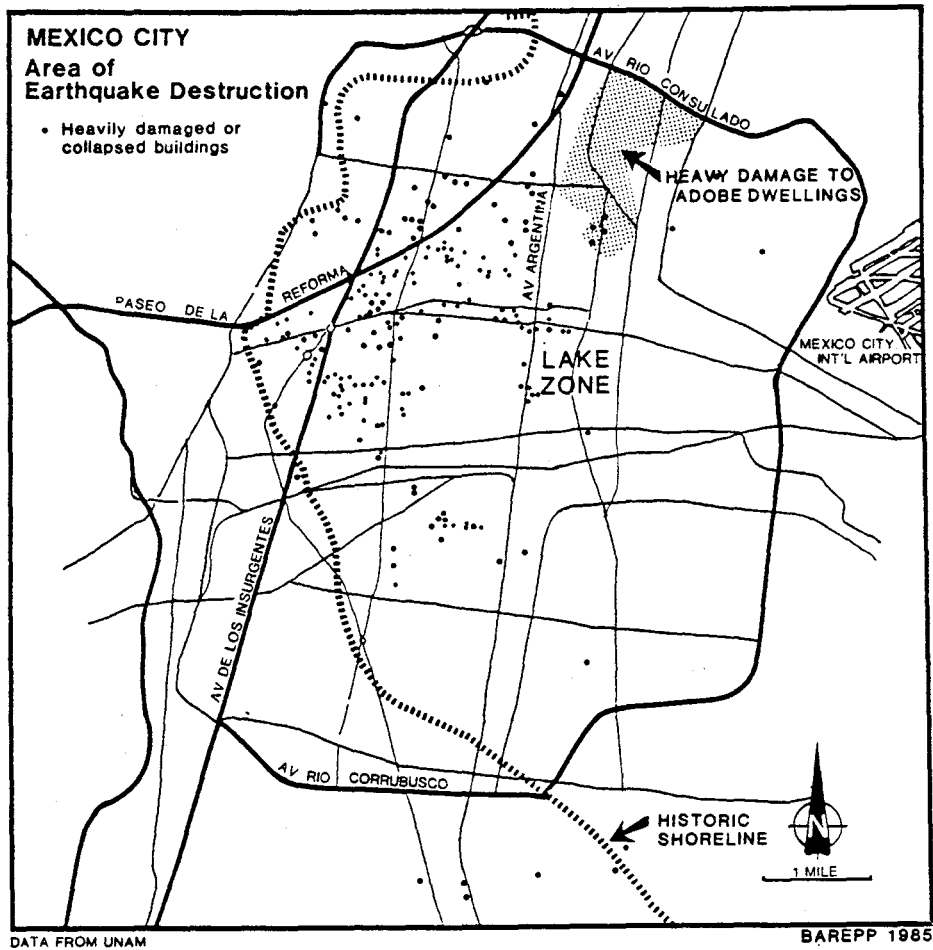 MEXICO CITY
Area of
Earthquake Destruction
• Heavily damaged or
collapsed buildings
AV RIO CONSULADO
HEAVY DAMAGE TO
ADOBE DWELLINGS
AV ARGENTINA
PASEO DE LA REFORMA
MEXICO CITY
INT'L AIRPORT
LAKE
ZONE
AV DE LOS INSURGENTES
AV RIO CORRUBUSCO
HISTORIC
SHORELINE
N
1 MILE
DATA FROM UNAM
BAREPP 1985